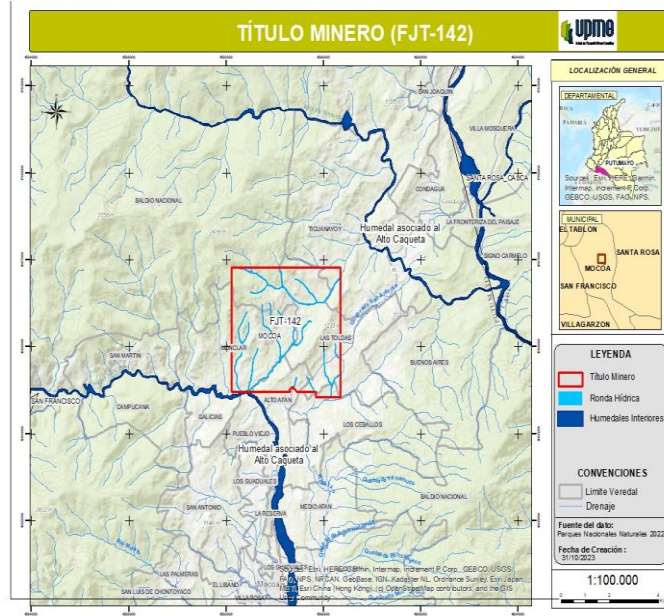 TÍTULO MINERO (FJT-142)
upme
LOCALIZACIÓN GENERAL
DEPARTAMENTAL
PUTUMAYO
MUNICIPAL
EL TABLON
SANTA ROSA
MOCOA
SAN FRANCISCO
VILLAGARZON
LEYENDA
Título Minero
Ronda Hídrica
Humedales Interiores
CONVENCIONES
Limite Veredal
Drenaje
Fuente del dato:
Parques Nacionales Naturales 2022
Fecha de Creación :
31/10/2023
1:100.000
SAN JOAQUIN
VILLA MOSQUERA
SANTA ROSA, CAUCA
CONDAGUA
BALDIO NACIONAL
LA FRONTERIZA DEL PAISAJE
TIGUANAYOY
Humedal asociado al
Alto Caqueta
SIGNO CARMELO
FJT-142
MOCOA
LAS TOLDAS
SAN MARTIN
BUENOS AIRES
SAN FRANCISCO
CAMPUCANA
ALTO AFAN
GALICIAS
PUEBLO VIEJO
LOS CEBALLOS
Humedal asociado al
Alto Caqueta
LOS GUADUALES
BALDIO NACIONAL
SAN ANTONIO
LA RESERVA
MEDIO AFAN
LAS PALMERAS
EL LIBANO
SAN LUIS DE CHONTOYACO